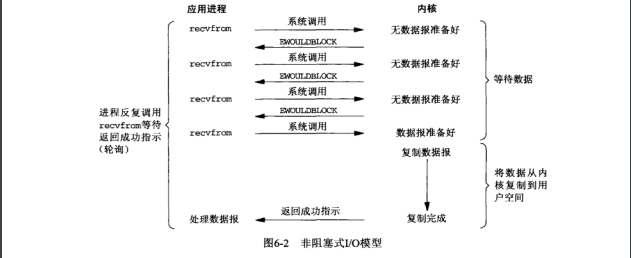 应用进程 内核
recvfrom 系统调用 无数据报准备好
EWOULDBLOCK
recvfrom 系统调用 无数据报准备好
EWOULDBLOCK
等待数据
recvfrom 系统调用 无数据报准备好
EWOULDBLOCK
进程反复调用
recvfrom等待
返回成功指示
（轮询）
recvfrom 系统调用 数据报准备好
复制数据报
将数据从内
核复制到用
户空间
处理数据报 返回成功指示 复制完成
图6-2 非阻塞式I/O模型